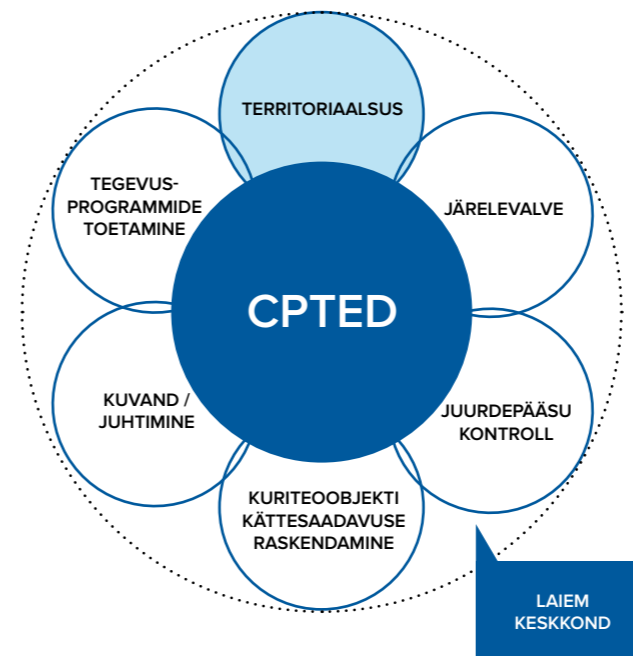 TERRITORIAALSUS
TEGEVUS-
PROGRAMMIDE
TOETAMINE
JÄRELEVALVE
CPTED
KUVAND /
JUHTIMINE
JUURDEPÄÄSU
KONTROLL
KURITEOOBJEKTI
KÄTTESAADAVUSE
RASKENDAMINE
LAIEM
KESKKOND